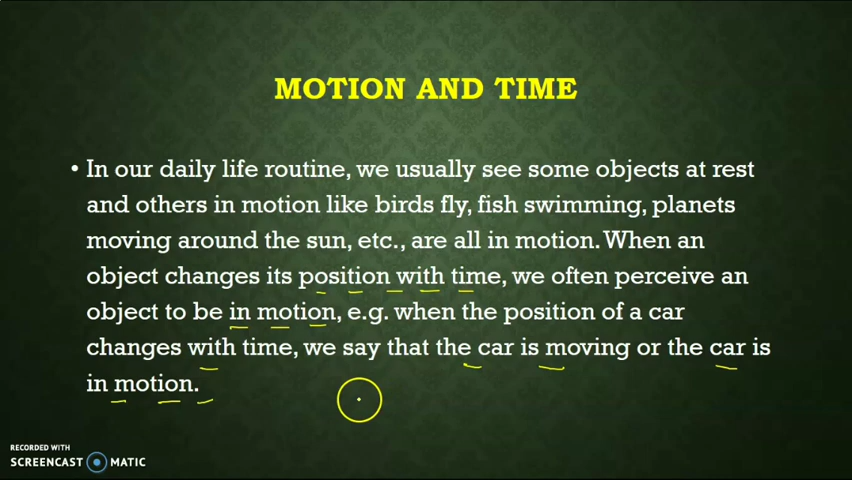 MOTION AND TIME
• In our daily life routine, we usually see some objects at rest
and others in motion like birds fly, fish swimming, planets
moving around the sun, etc., are all in motion. When an
object changes its position with time, we often perceive an
object to be in motion, e.g. when the position of a car
changes with time, we say that the car is moving or the car is
in motion.
RECORDED WITH
SCREENCAST MATIC